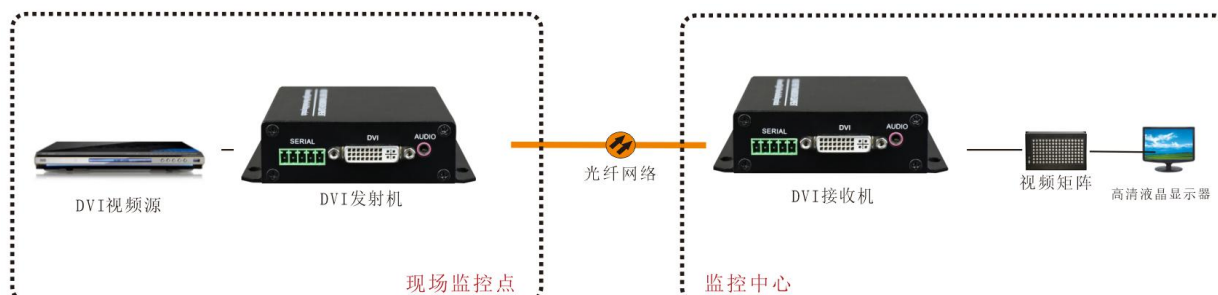 SERIAL
DVI
AUDIO
DVI视频源
DVI发射机
光纤网络
SERIAL
DVI
AUDIO
DVI接收机
视频矩阵
高清液晶显示器
现场监控点
监控中心